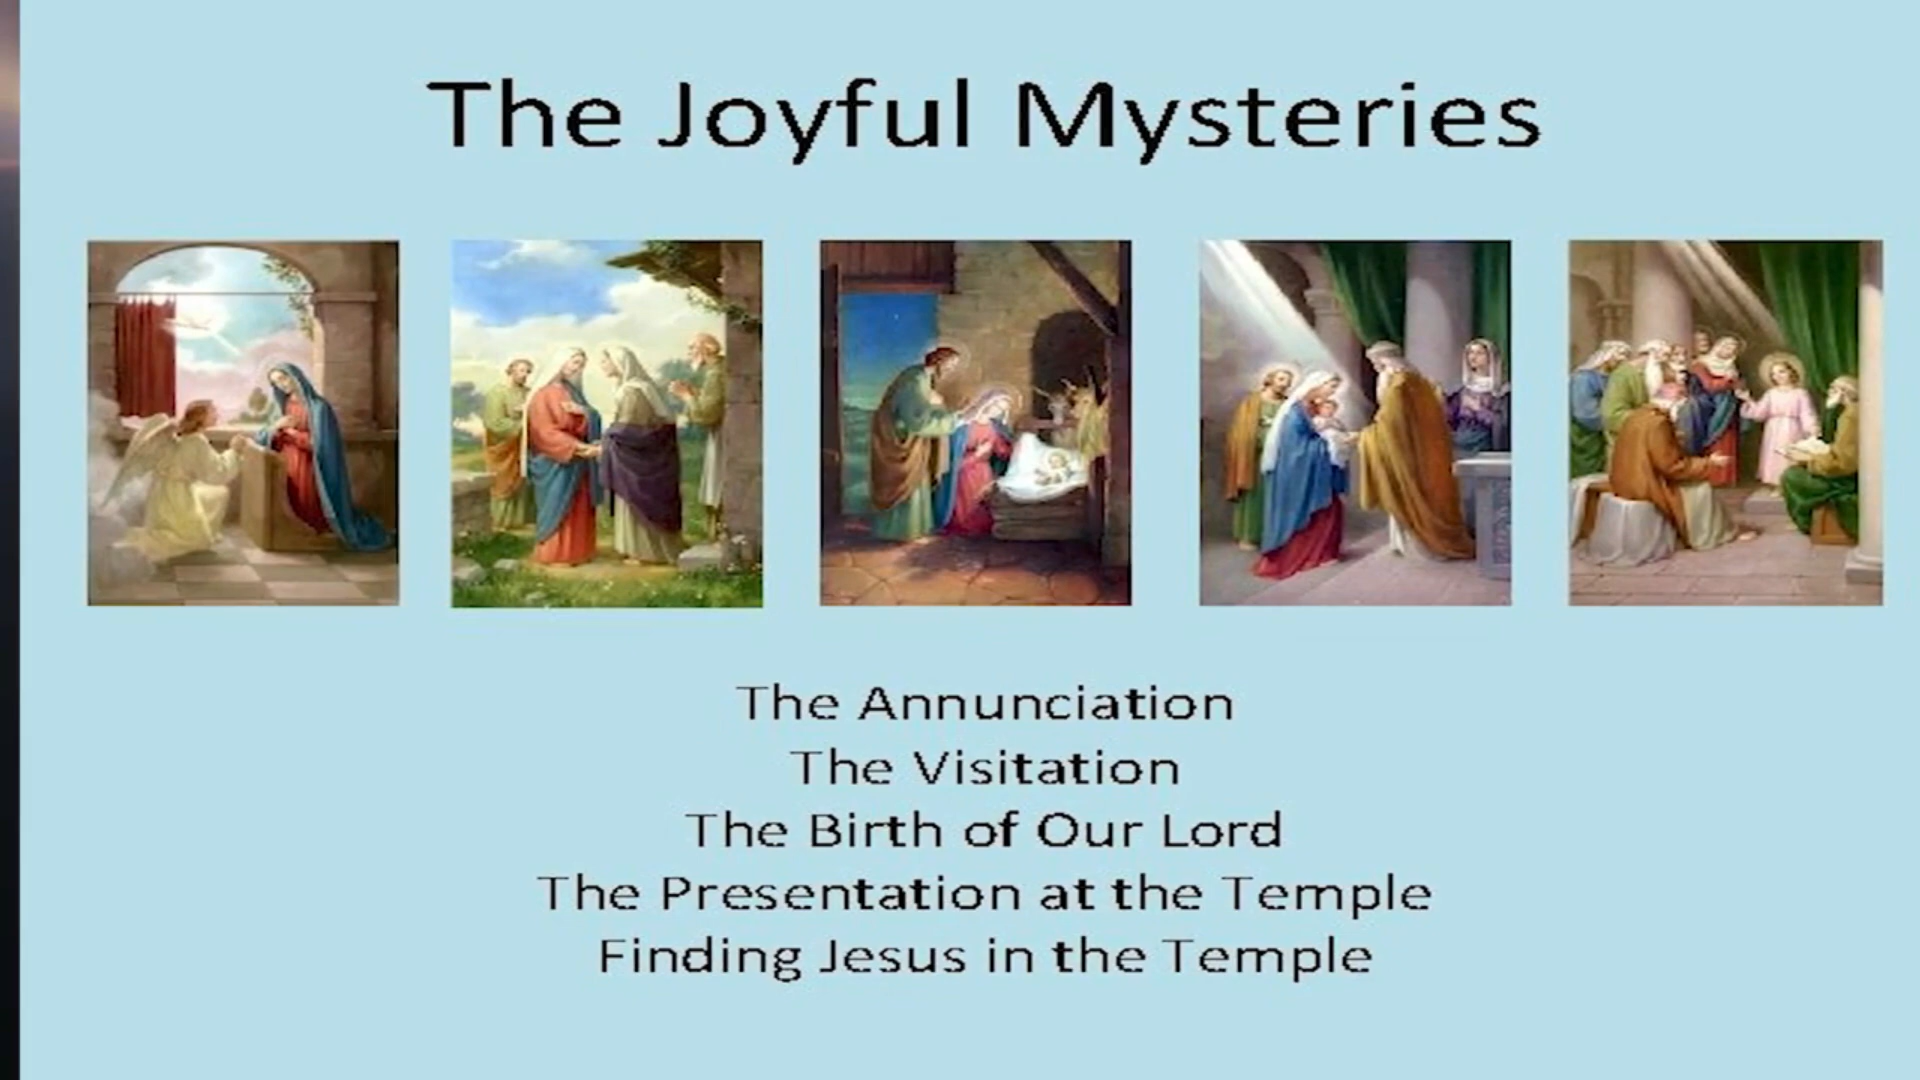 The Joyful Mysteries
The Annunciation
The Visitation
The Birth of Our Lord
The Presentation at the Temple
Finding Jesus in the Temple